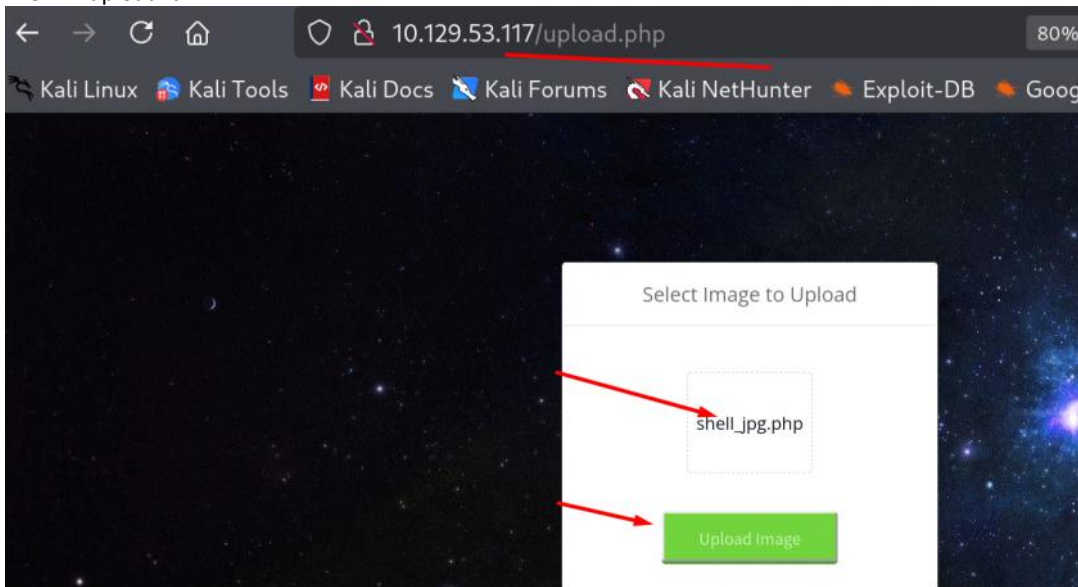 10.129.53.117/upload.php 80%
Kali Linux Kali Tools Kali Docs Kali Forums Kali NetHunter Exploit-DB Goog
Select Image to Upload
shell_jpg.php
Upload Image